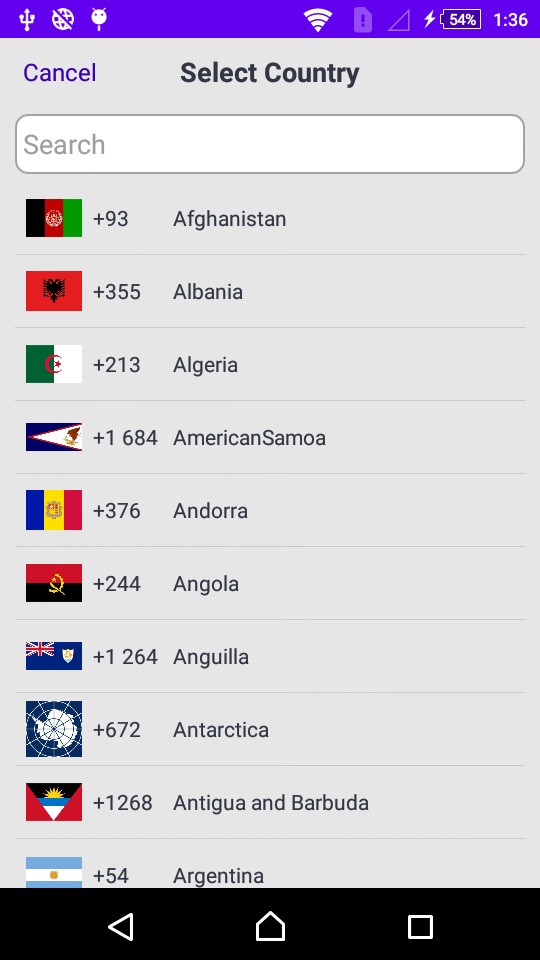 54% 1:36
Cancel Select Country
Search
+93 Afghanistan
+355 Albania
+213 Algeria
+1 684 AmericanSamoa
+376 Andorra
+244 Angola
+1 264 Anguilla
+672 Antarctica
+1268 Antigua and Barbuda
+54 Argentina